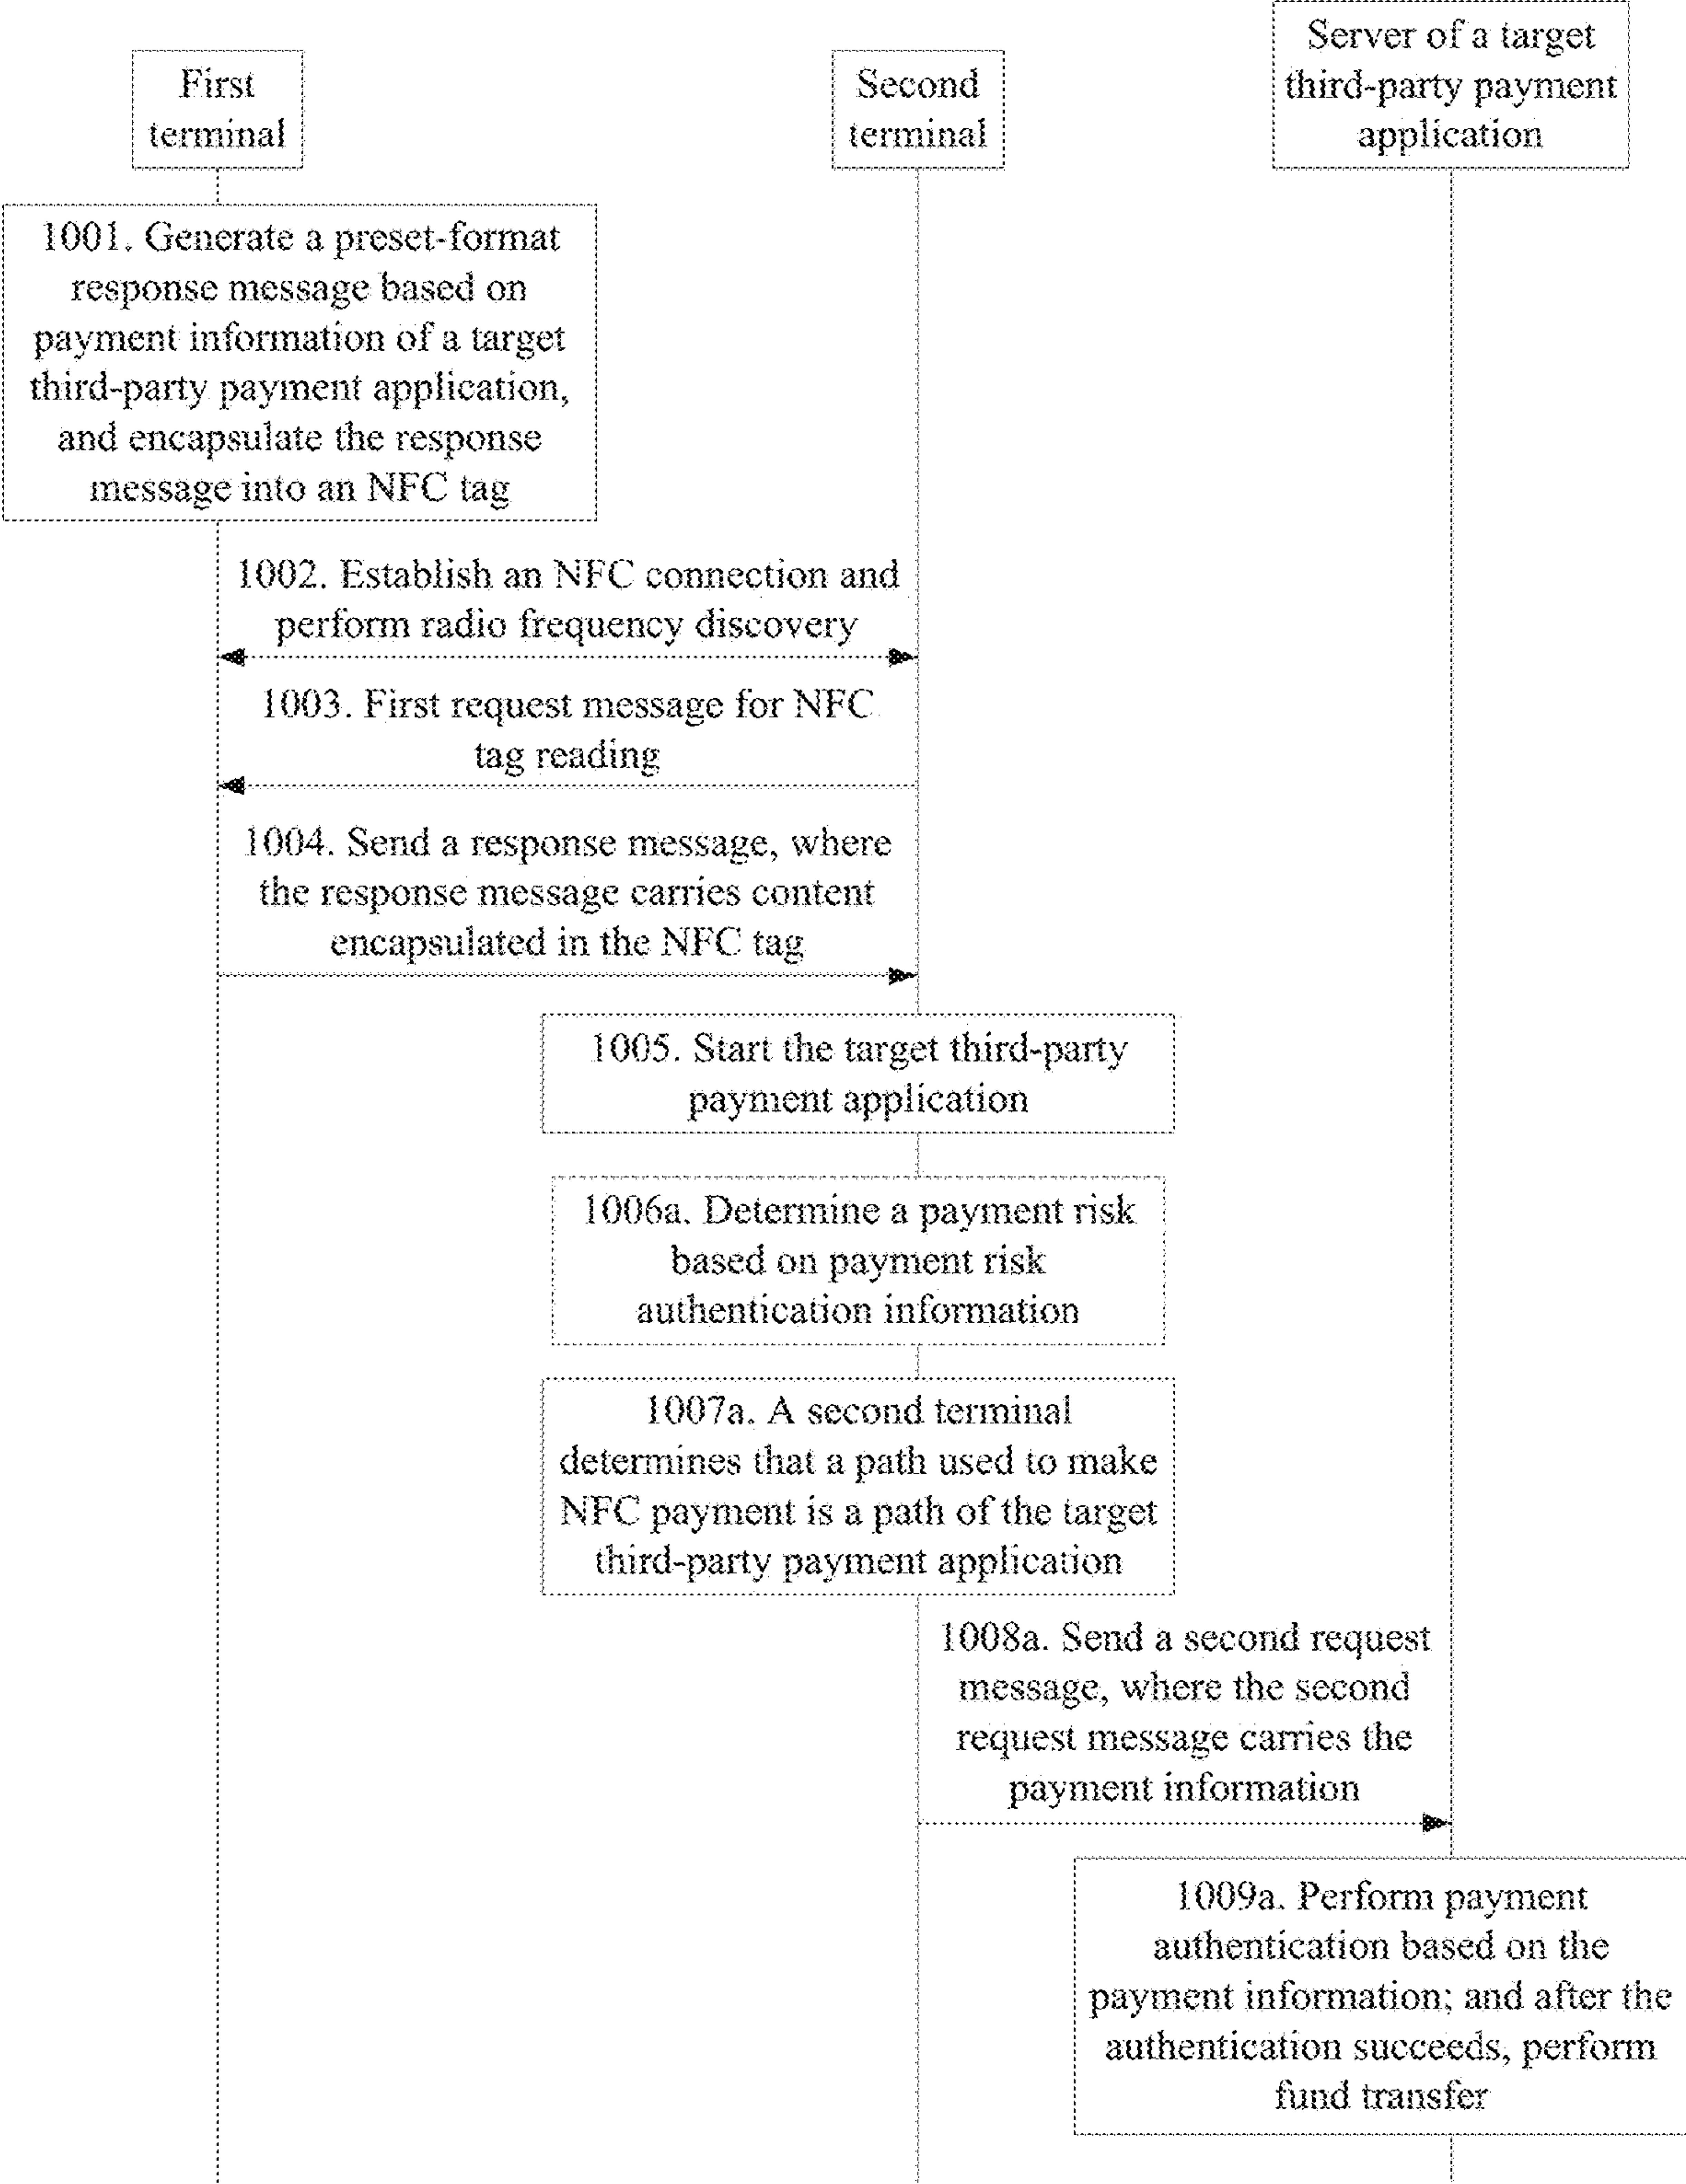 First
terminal
Second
terminal
Server of a target
third-party payment
application
1001. Generate a preset-format
response message based on
payment information of a target
third-party payment application,
and encapsulate the response
message into an NFC tag
1002. Establish an NFC connection and
perform radio frequency discovery
1003. First request message for NFC
tag reading
1004. Send a response message, where
the response message carries content
encapsulated in the NFC tag
1005. Start the target third-party
payment application
1006a. Determine a payment risk
based on payment risk
authentication information
1007a. A second terminal
determines that a path used to make
NFC payment is a path of the target
third-party payment application
1008a. Send a second request
message, where the second
request message carries the
payment information
1009a. Perform payment
authentication based on the
payment information; and after the
authentication succeeds, perform
fund transfer